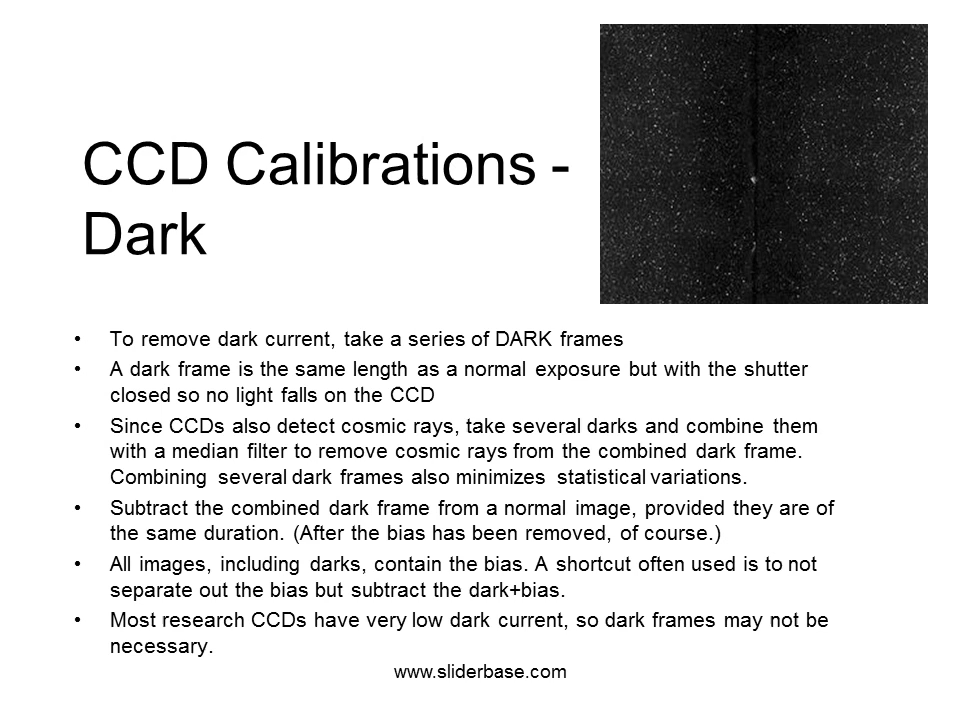 CCD Calibrations -
Dark
• To remove dark current, take a series of DARK frames
• A dark frame is the same length as a normal exposure but with the shutter
closed so no light falls on the CCD
• Since CCDs also detect cosmic rays, take several darks and combine them
with a median filter to remove cosmic rays from the combined dark frame.
Combining several dark frames also minimizes statistical variations.
• Subtract the combined dark frame from a normal image, provided they are of
the same duration. (After the bias has been removed, of course.)
• All images, including darks, contain the bias. A shortcut often used is to not
separate out the bias but subtract the dark+bias.
• Most research CCDs have very low dark current, so dark frames may not be
necessary.
www.sliderbase.com